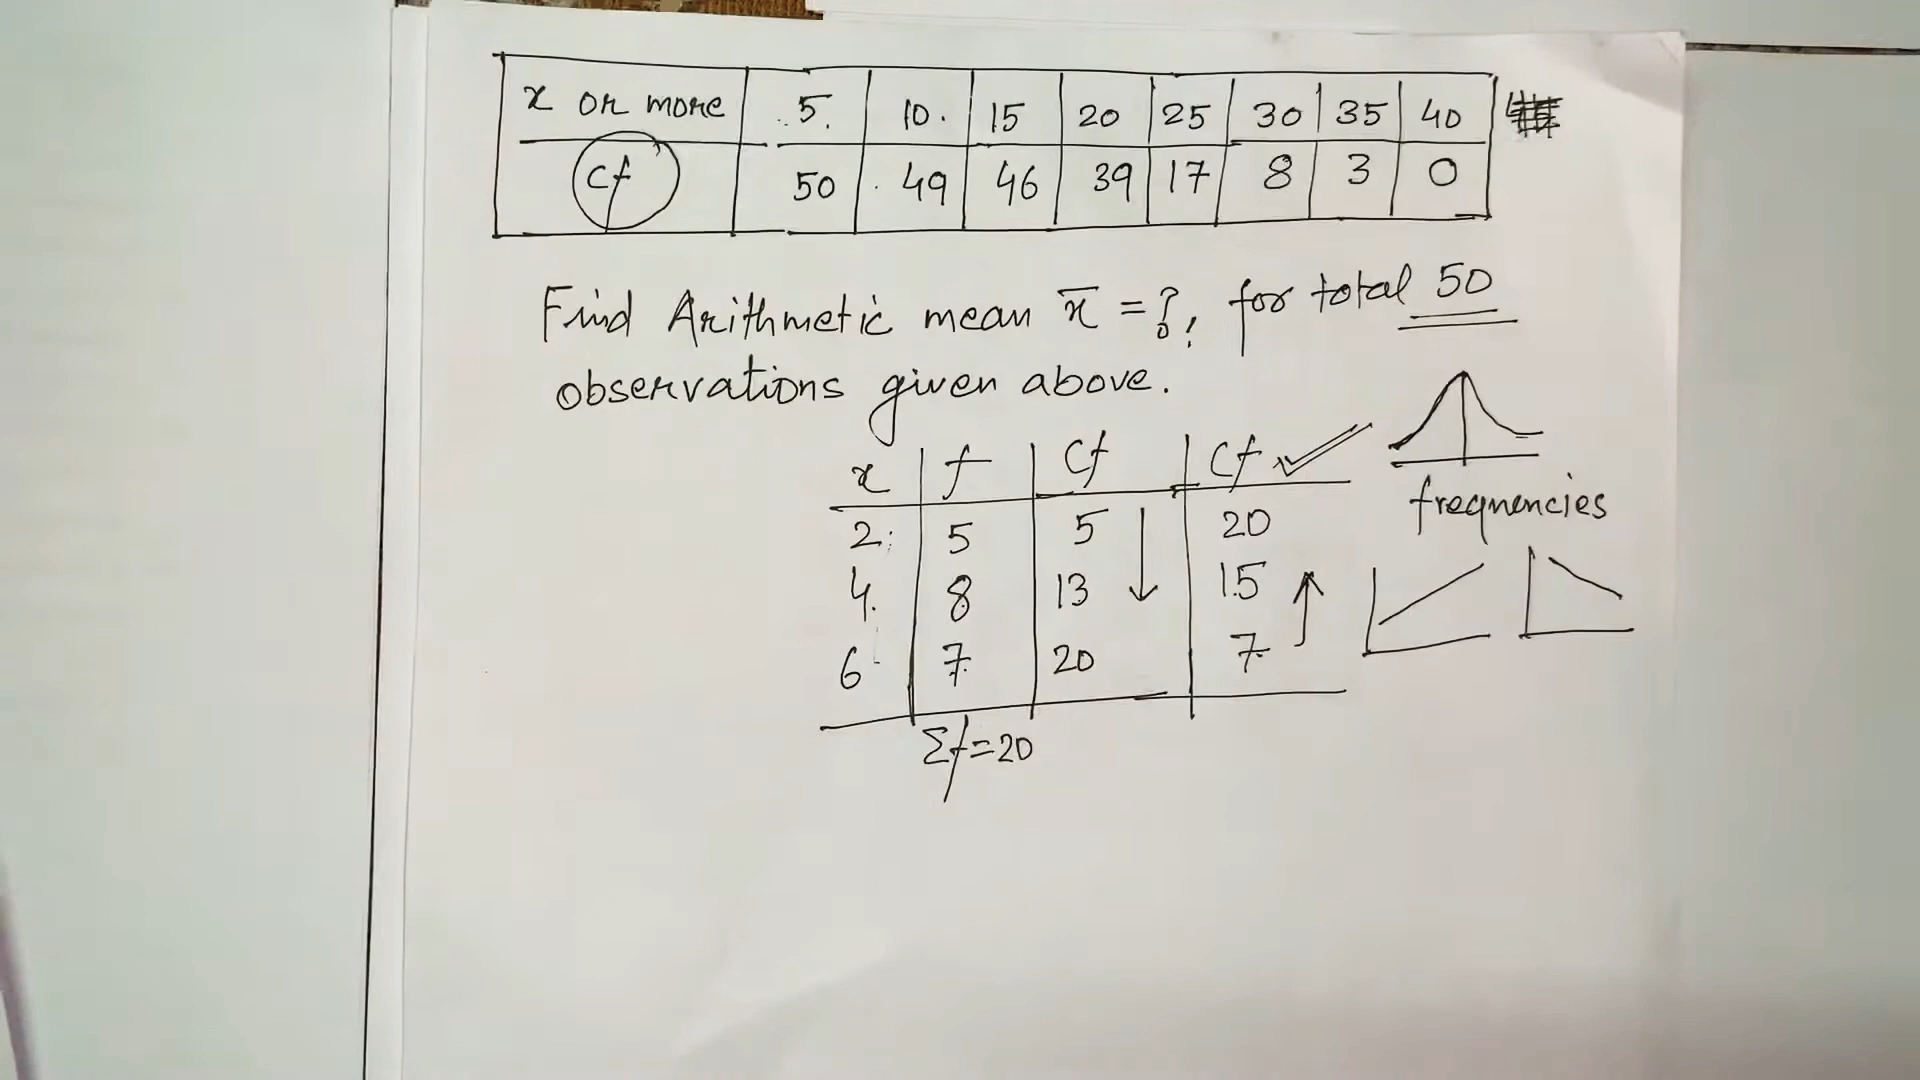 x or more 5. 10. 15 20 25 30 35 40
cf 50 49 46 39 17 8 3 0
Find Arithmetic mean x̄ = ?, for total 50
observations given above.
x f cf cf
2 5 5 20
4 8 13 15
6 7 20 7
Σf=20
frequencies